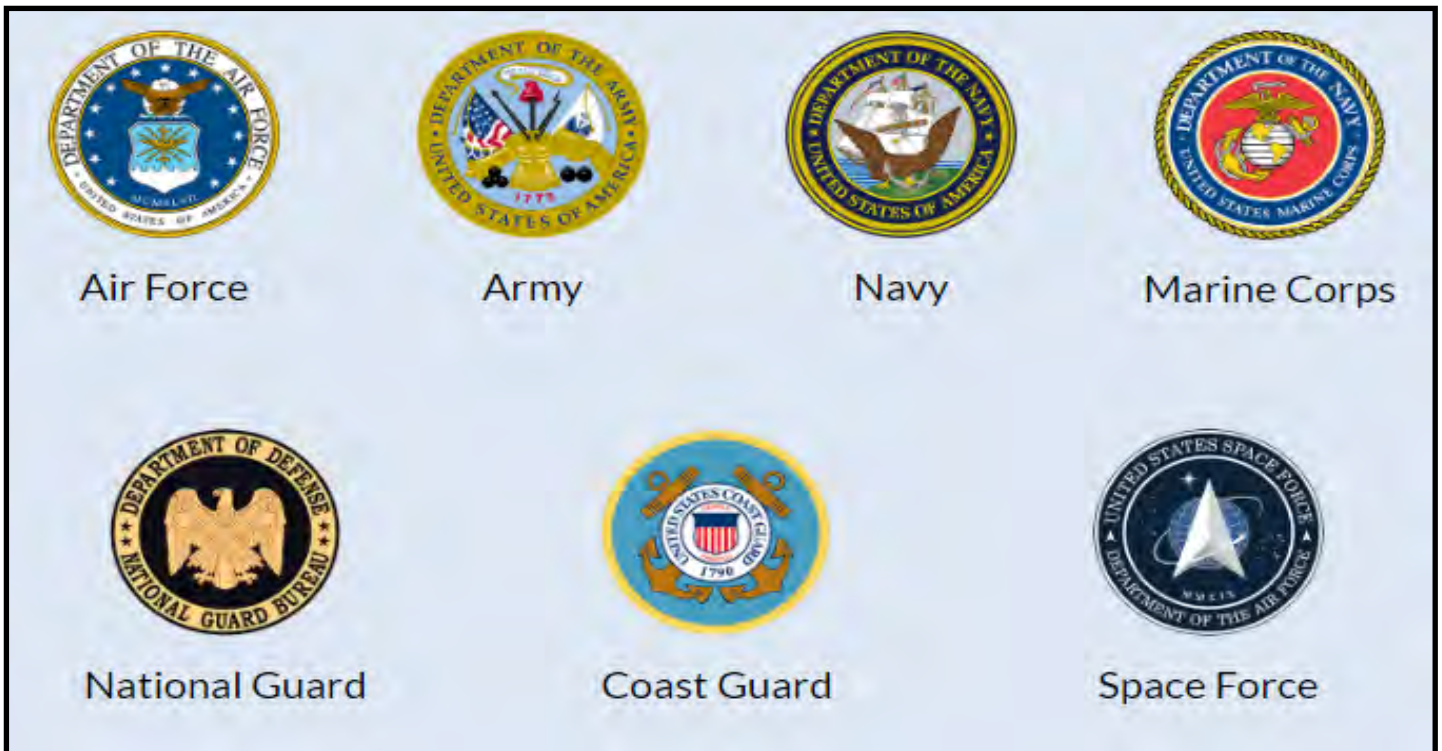 DEPARTMENT OF THE AIR FORCE
UNITED STATES OF AMERICA
MCMXLVII
DEPARTMENT OF THE ARMY
UNITED STATES OF AMERICA
1775
DEPARTMENT OF THE NAVY
UNITED STATES OF AMERICA
DEPARTMENT OF THE NAVY
UNITED STATES MARINE CORPS
Air Force
Army
Navy
Marine Corps
DEPARTMENT OF DEFENSE
NATIONAL GUARD BUREAU
UNITED STATES COAST GUARD
1790
UNITED STATES SPACE FORCE
DEPARTMENT OF THE AIR FORCE
MMXIX
National Guard
Coast Guard
Space Force